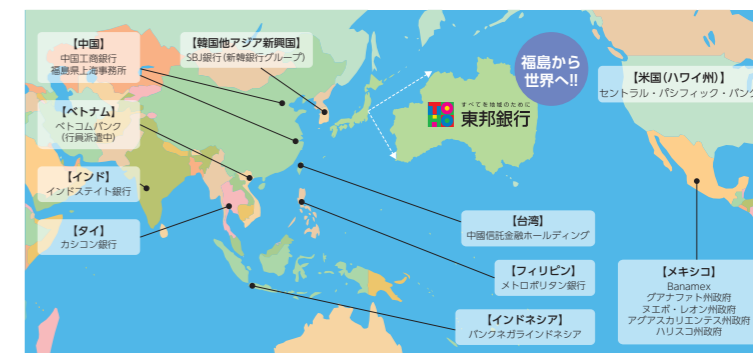 【中国】
中国工商銀行
福島県上海事務所
【韓国他アジア新興国】
SBJ銀行（新韓銀行グループ）
福島から
世界へ!!
【米国（ハワイ州）】
セントラル・パシフィック・バンク
【ベトナム】
ベトコムバンク
（行員派遣中）
すべてを地域のために
東邦銀行
【インド】
インドステイト銀行
【タイ】
カシコン銀行
【台湾】
中國信託金融ホールディング
【フィリピン】
メトロポリタン銀行
【インドネシア】
バンクネガラインドネシア
【メキシコ】
Banamex
グアナファト州政府
ヌエボ・レオン州政府
アグアスカリエンテス州政府
ハリスコ州政府